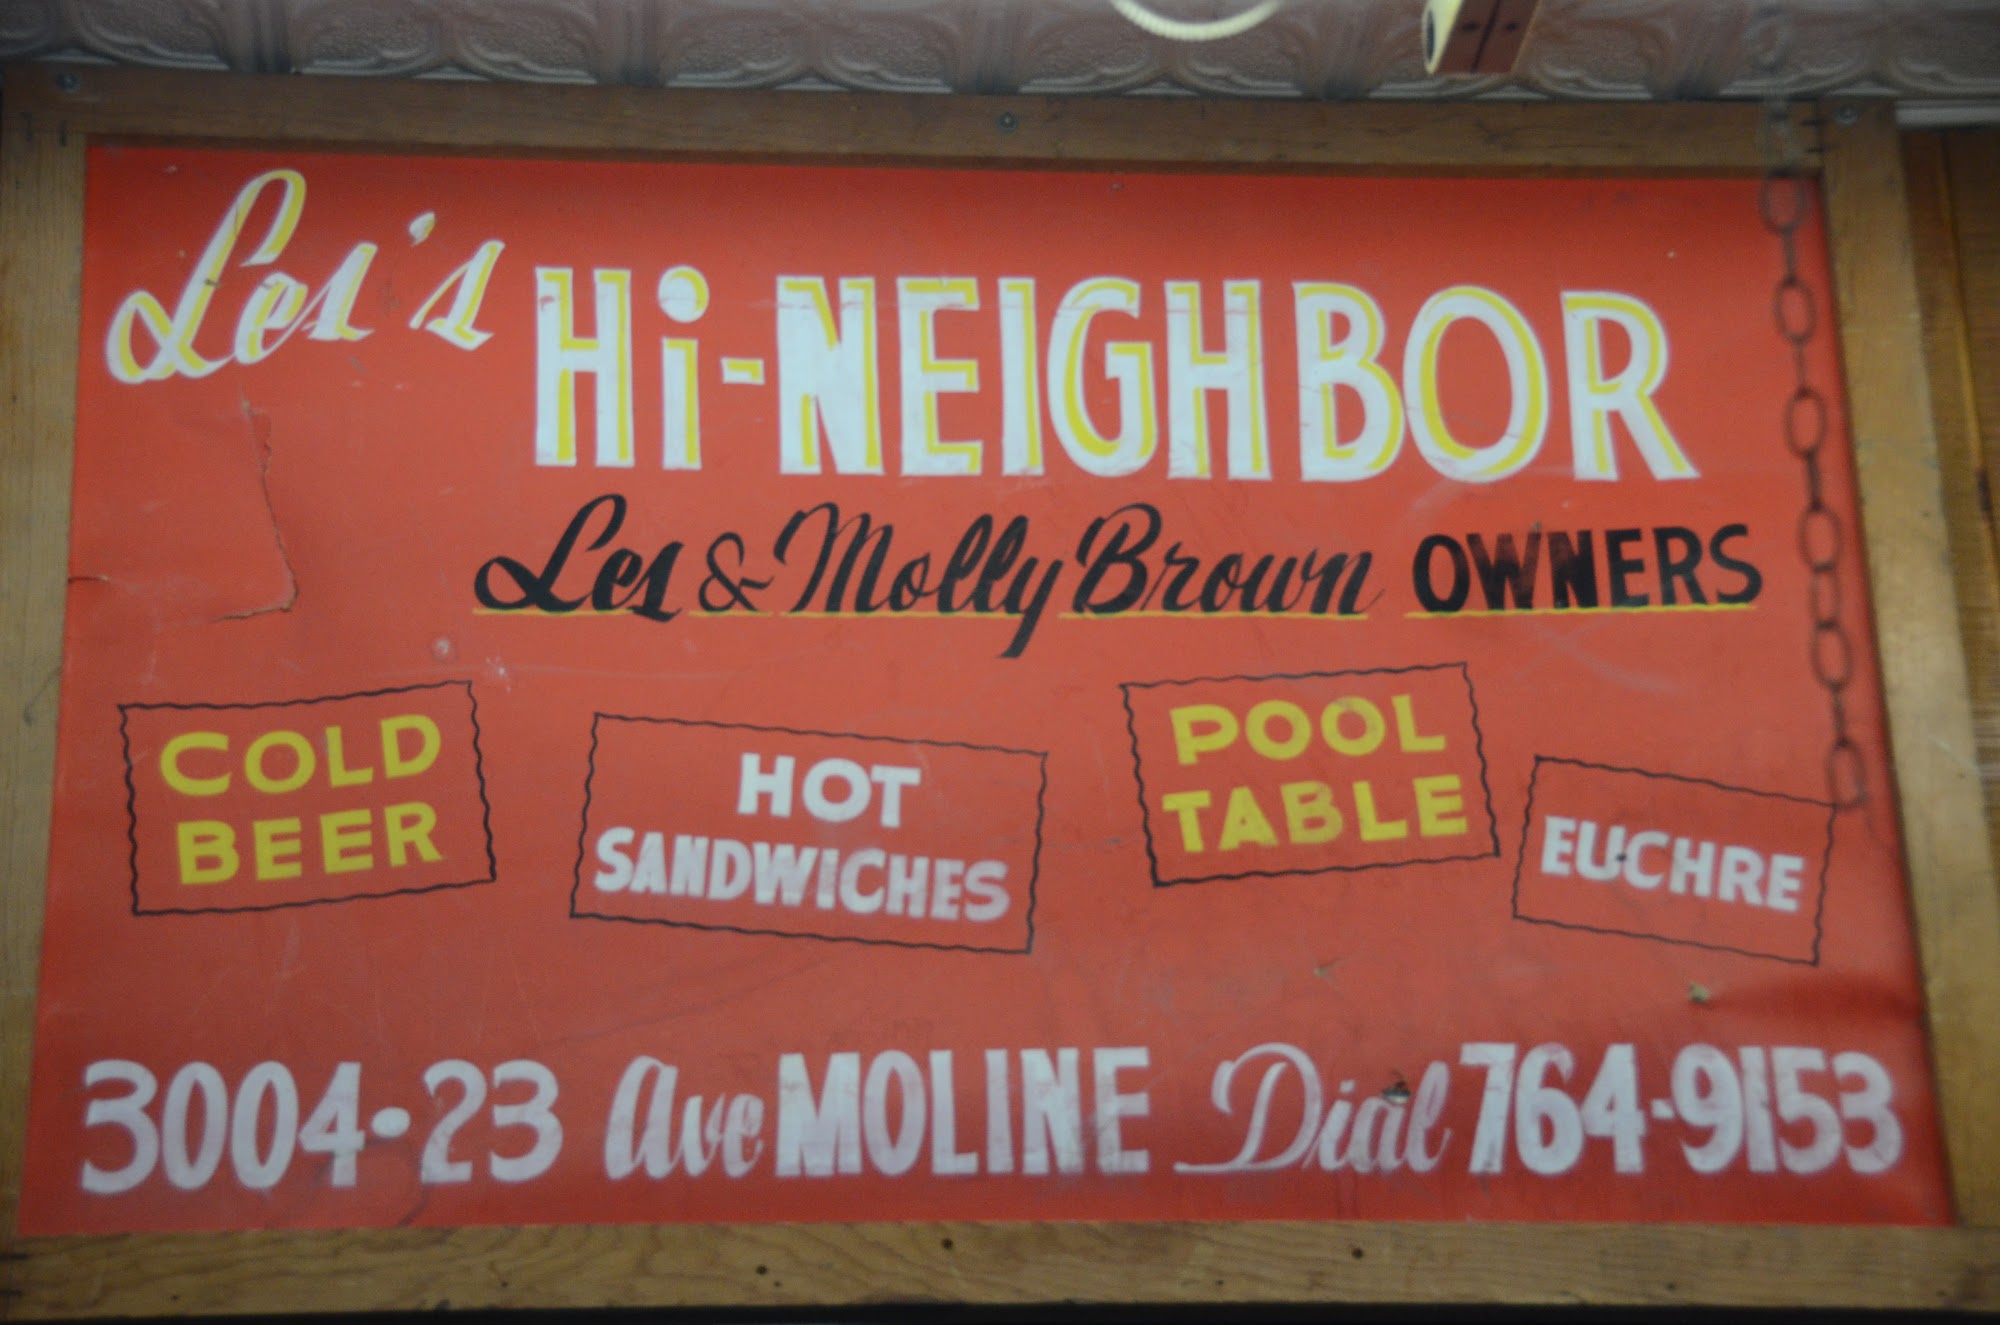 Les's Hi-NEIGHBOR
Les & Molly Brown OWNERS
COLD
BEER
HOT
SANDWICHES
POOL
TABLE
EUCHRE
3004-23 Ave MOLINE Dial 764-9153